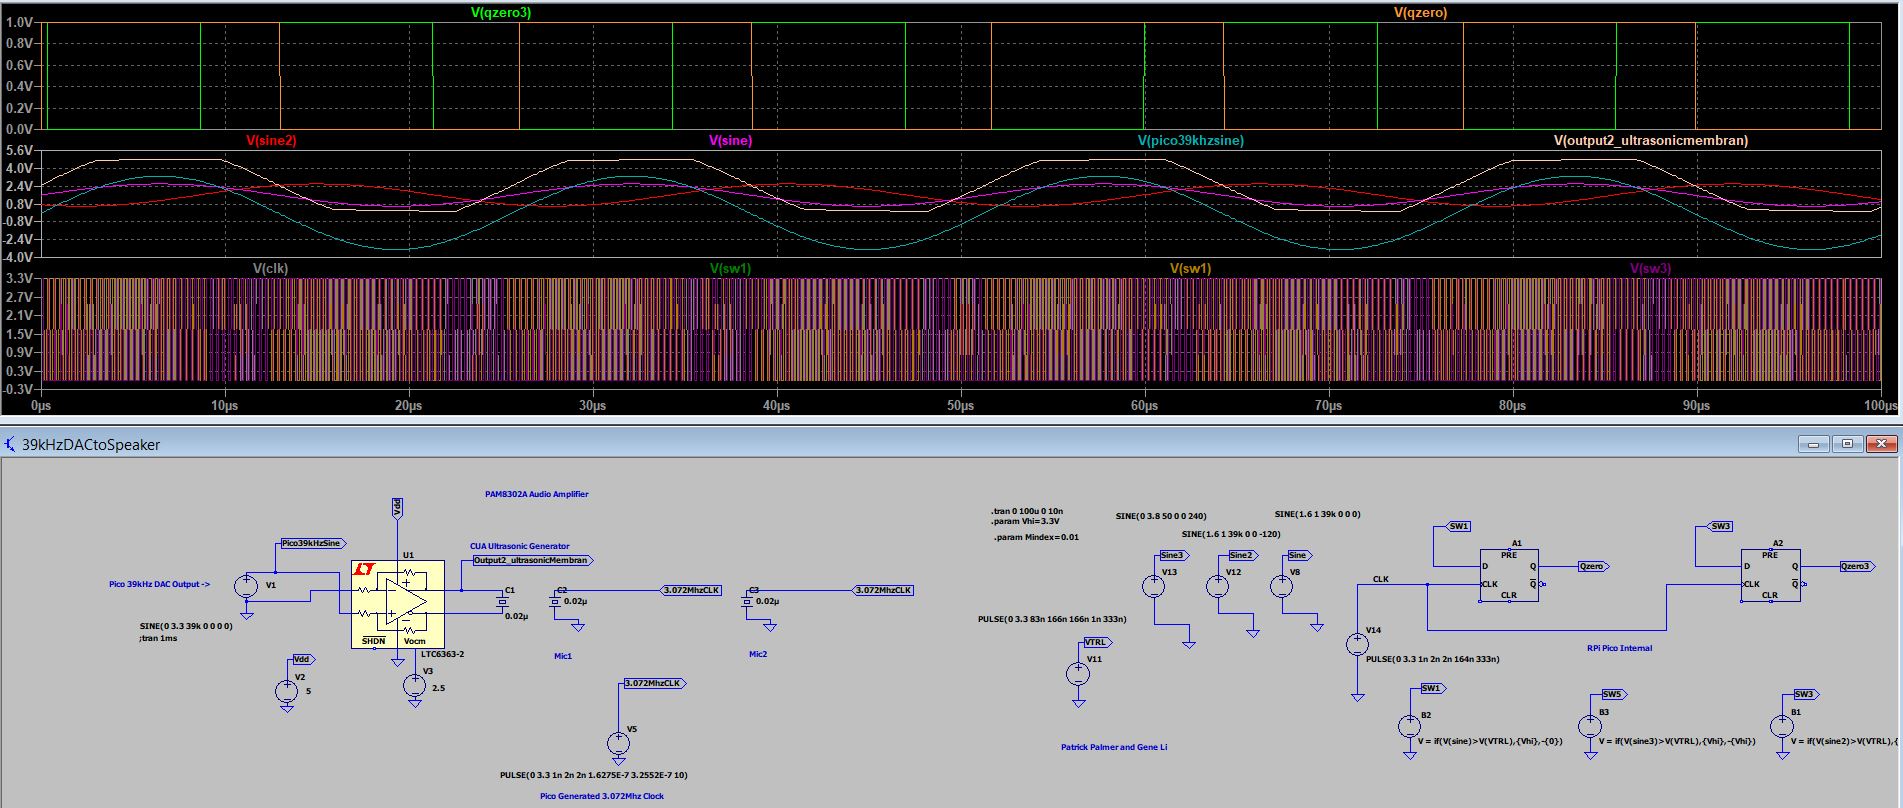 V(qzero3) V(qzero)
1.0V
0.8V
0.6V
0.4V
0.2V
0.0V
V(sine2) V(sine) V(pico39khzsine) V(output2_ultrasonicmembran)
5.6V
4.0V
2.4V
0.8V
-0.8V
-2.4V
-4.0V
V(clk) V(sw1) V(sw1) V(sw3)
3.3V
2.7V
2.1V
1.5V
0.9V
0.3V
-0.3V
0µs 10µs 20µs 30µs 40µs 50µs 60µs 70µs 80µs 90µs 100µs
39kHzDACtoSpeaker
PAM8302A Audio Amplifier
Vdd
Pico39kHzSine
U1
CUA Ultrasonic Generator
Output2_ultrasonicMembran
Pico 39kHz DAC Output ->
V1
LT
C1
0.02µ
SINE(0 3.3 39k 0 0 0 0)
;tran 1ms
SHDN
Vocm
LTC6363-2
Vdd
V2
5
V3
2.5
C2
0.02µ
3.072MhzCLK
Mic1
C3
0.02µ
3.072MhzCLK
Mic2
3.072MhzCLK
V5
PULSE(0 3.3 1n 2n 2n 1.6275E-7 3.2552E-7 10)
Pico Generated 3.072Mhz Clock
.tran 0 100u 0 10n
.param Vhi=3.3V
.param Mindex=0.01
SINE(0 3.8 50 0 0 240)
SINE(1.6 1 39k 0 0 -120)
SINE(1.6 1 39k 0 0 0)
Sine3
V13
Sine2
V12
Sine
V8
PULSE(0 3.3 83n 166n 166n 1n 333n)
VTRL
V11
Patrick Palmer and Gene Li
CLK
V14
PULSE(0 3.3 1n 2n 2n 164n 333n)
SW1
A1
PRE
D
Q
CLK
Q
CLR
Qzero
SW3
A2
PRE
D
Q
CLK
Q
CLR
Qzero3
RPi Pico Internal
SW1
B2
V = if(V(sine)>V(VTRL),{Vhi},-{0})
SW5
B3
V = if(V(sine3)>V(VTRL),{Vhi},-{Vhi})
SW3
B1
V = if(V(sine2)>V(VTRL),{